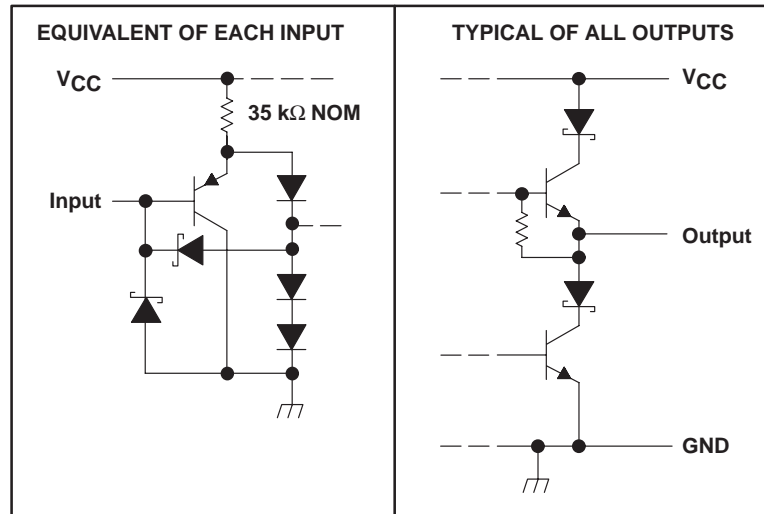 EQUIVALENT OF EACH INPUT
VCC
35 kΩ NOM
Input
TYPICAL OF ALL OUTPUTS
VCC
Output
GND